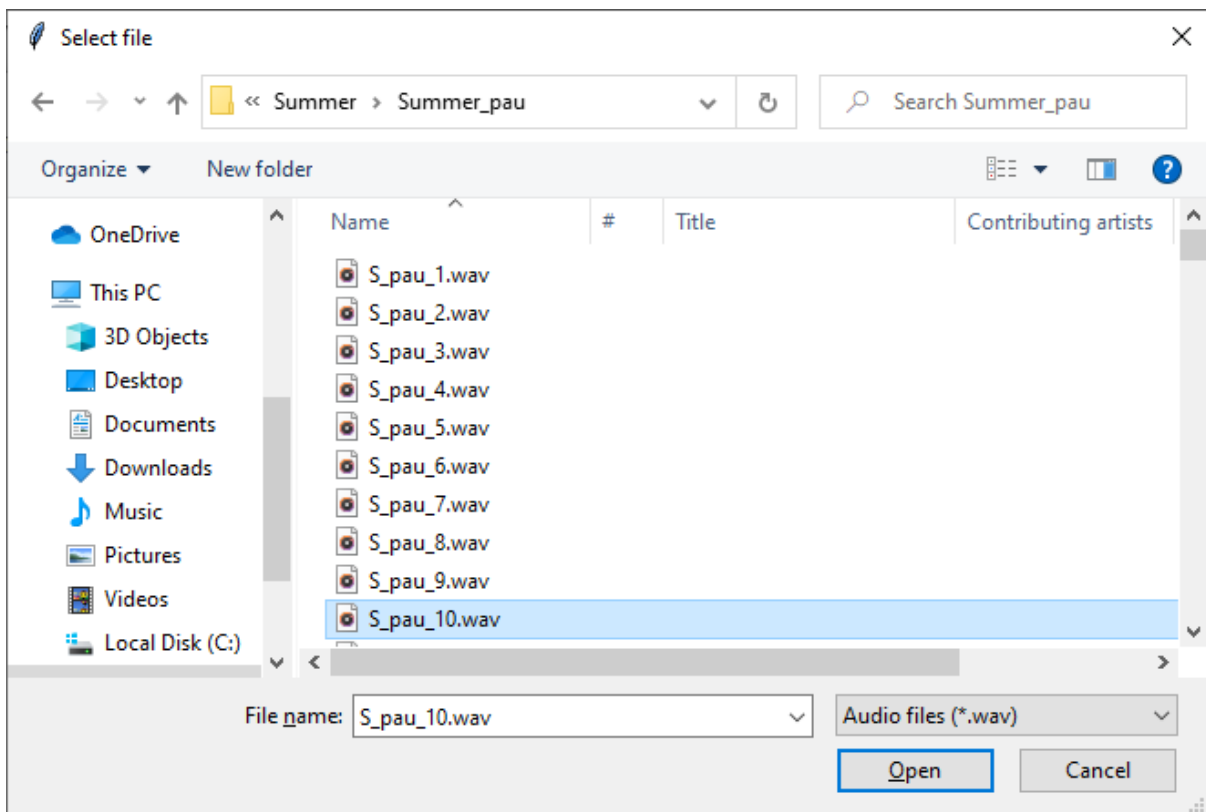 Select file
« Summer > Summer_pau
Search Summer_pau
Organize
New folder
?
OneDrive
This PC
3D Objects
Desktop
Documents
Downloads
Music
Pictures
Videos
Local Disk (C:)
Name
#
Title
Contributing artists
S_pau_1.wav
S_pau_2.wav
S_pau_3.wav
S_pau_4.wav
S_pau_5.wav
S_pau_6.wav
S_pau_7.wav
S_pau_8.wav
S_pau_9.wav
S_pau_10.wav
File name:
S_pau_10.wav
Audio files (*.wav)
Open
Cancel